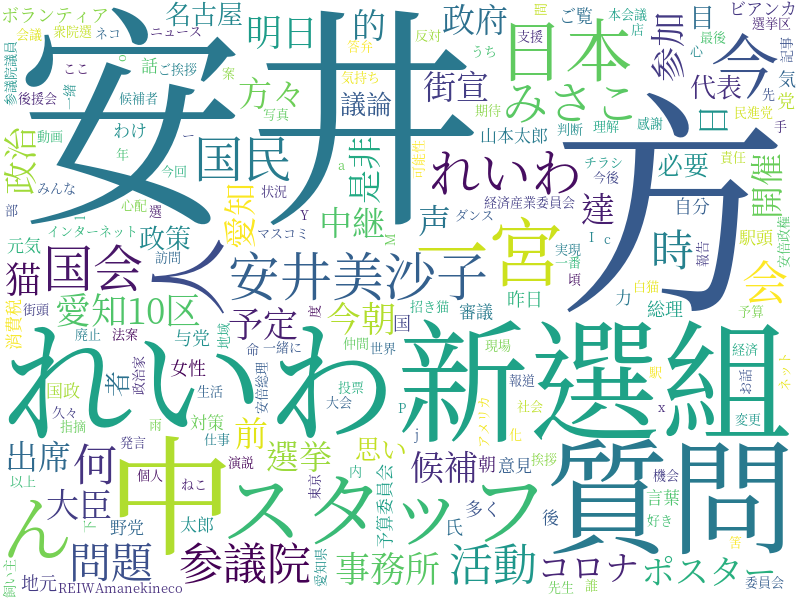 ボランティア
名古屋
的
政府
ご覧
目
本会議
ビアンカ
会議
衆院選
ネコ
ニュース
答弁
反対
うち
支援
店
最後
選挙区
記事
参議院議員
ここ
話
ご挨拶
明日
日本
参加
今
心
気
後援会
一緒
候補者
案
気持ち
街宣
期待
先
党
代表
政治
動画
わけ
写真
方々
議論
みさこ
民進党
手
安井
方
国民
是非
れいわ
山本太郎
判断
理解
感謝
日
年
今回
可能性
チラシ
今後
必要
責任
開催
みんな
部
心配
選
愛知
状況
マスコミ
中継
声
経済産業委員会
ダンス
達
自分
安倍政権
インターネット
元気
政策
訪問
一宮
実現
一番
時
駅頭
報告
猫
国会
安井美沙子
昨日
頃
白猫
力
総理
会
消費税
街頭
愛知10区
予定
今朝
度
招き猫
審議
予算
廃止
法案
与党
地域
国
命
一緒に
仲間
世界
現場
駅
経済
お話
ネット
者
政治家
女性
安倍総理
れいわ新選組
国政
生活
投票
大会
報道
アメリカ
社会
変更
久々
指摘
対策
仕事
雨
化
出席
何
発言
前
選挙
演説
思い
候補
朝
意見
挨拶
質問
機会
中
スタッフ
以上
個人
ねこ
東京
内
予算委員会
言葉
好き
ん
大臣
野党
太郎
氏
多く
後
筈
飼い主
地元
問題
参議院
愛知県
事務所
活動
コロナ
ポスター
先生
誰
委員会
REIWAmanekineco